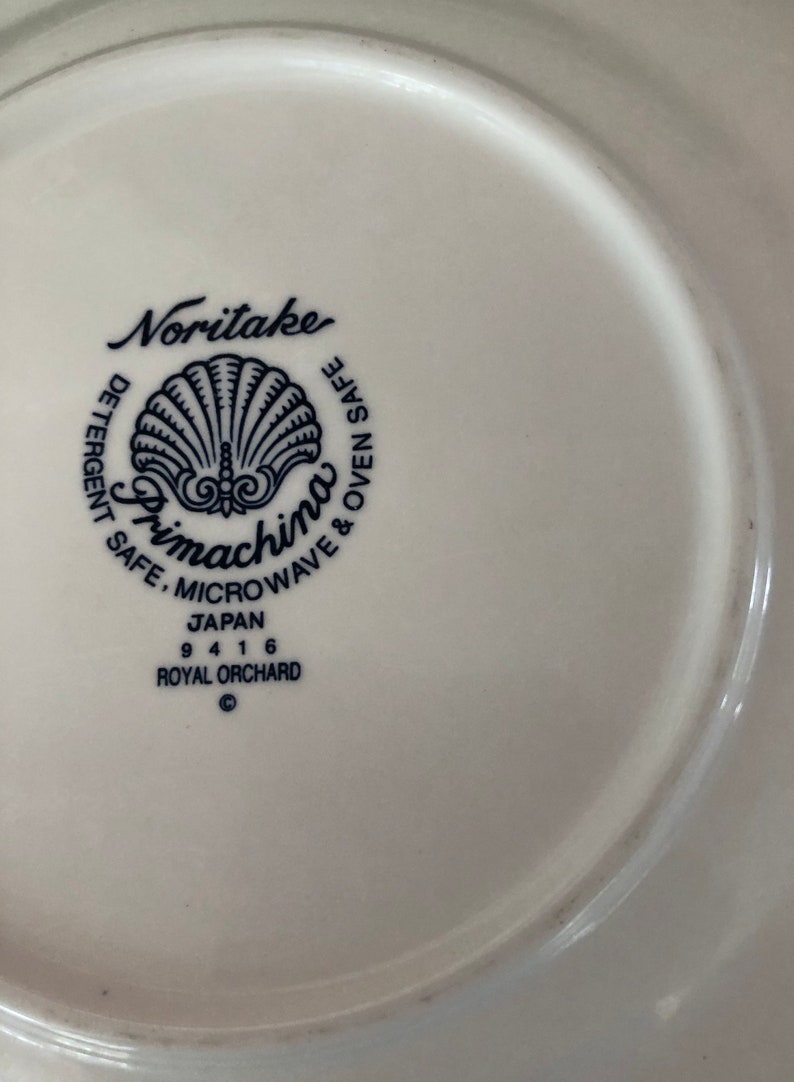 Noritake
Primachina
DETERGENT SAFE, MICROWAVE & OVEN SAFE
JAPAN
9416
ROYAL ORCHARD
©